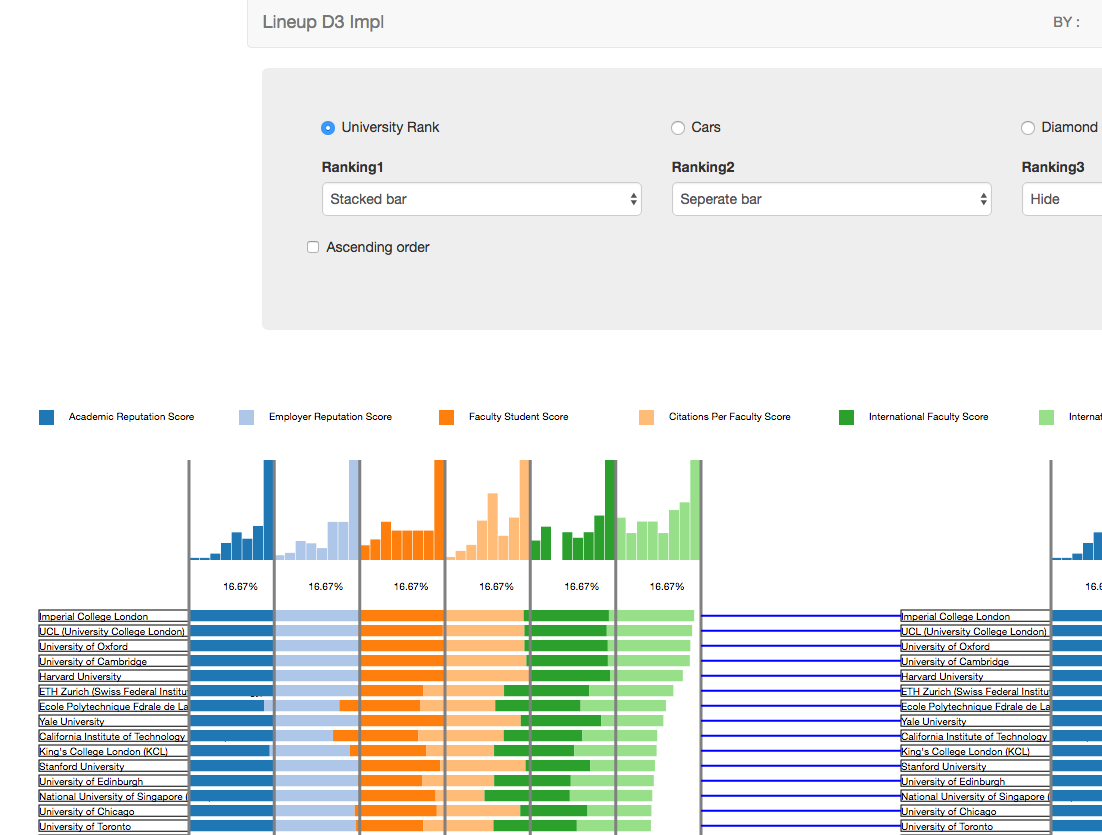 Lineup D3 Impl BY :
University Rank Cars Diamond
Ranking1 Ranking2 Ranking3
Stacked bar Seperate bar Hide
Ascending order
Academic Reputation Score Employer Reputation Score Faculty Student Score Citations Per Faculty Score International Faculty Score Interna
16.67% 16.67% 16.67% 16.67% 16.67% 16.67% 16.6
Imperial College London Imperial College London
UCL (University College London) UCL (University College London)
University of Oxford University of Oxford
University of Cambridge University of Cambridge
Harvard University Harvard University
ETH Zurich (Swiss Federal Institu ETH Zurich (Swiss Federal Institu
Ecole Polytechnique Fdrale de La Ecole Polytechnique Fdrale de La
Yale University Yale University
California Institute of Technology California Institute of Technology
King's College London (KCL) King's College London (KCL)
Stanford University Stanford University
University of Edinburgh University of Edinburgh
National University of Singapore ( National University of Singapore (
University of Chicago University of Chicago
University of Toronto University of Toronto